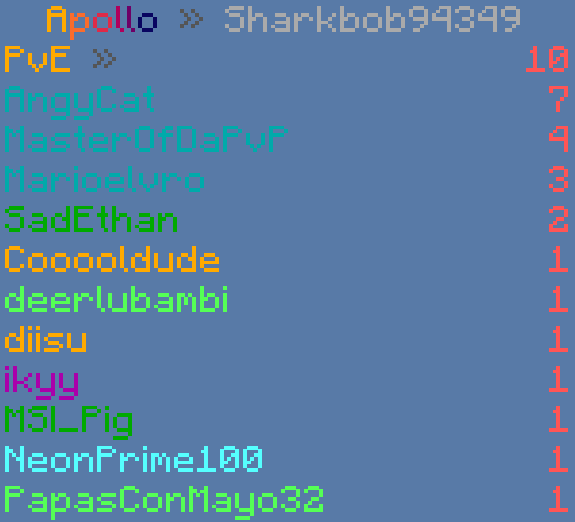 Apollo » Sharkbob94349
PvE » 10
AngyCat 7
MasterOfDaPvP 4
Marioelvro 3
SadEthan 2
Cooooldude 1
deerlubambi 1
diisu 1
ikyy 1
MSI_Pig 1
NeonPrime100 1
PapasConMayo32 1